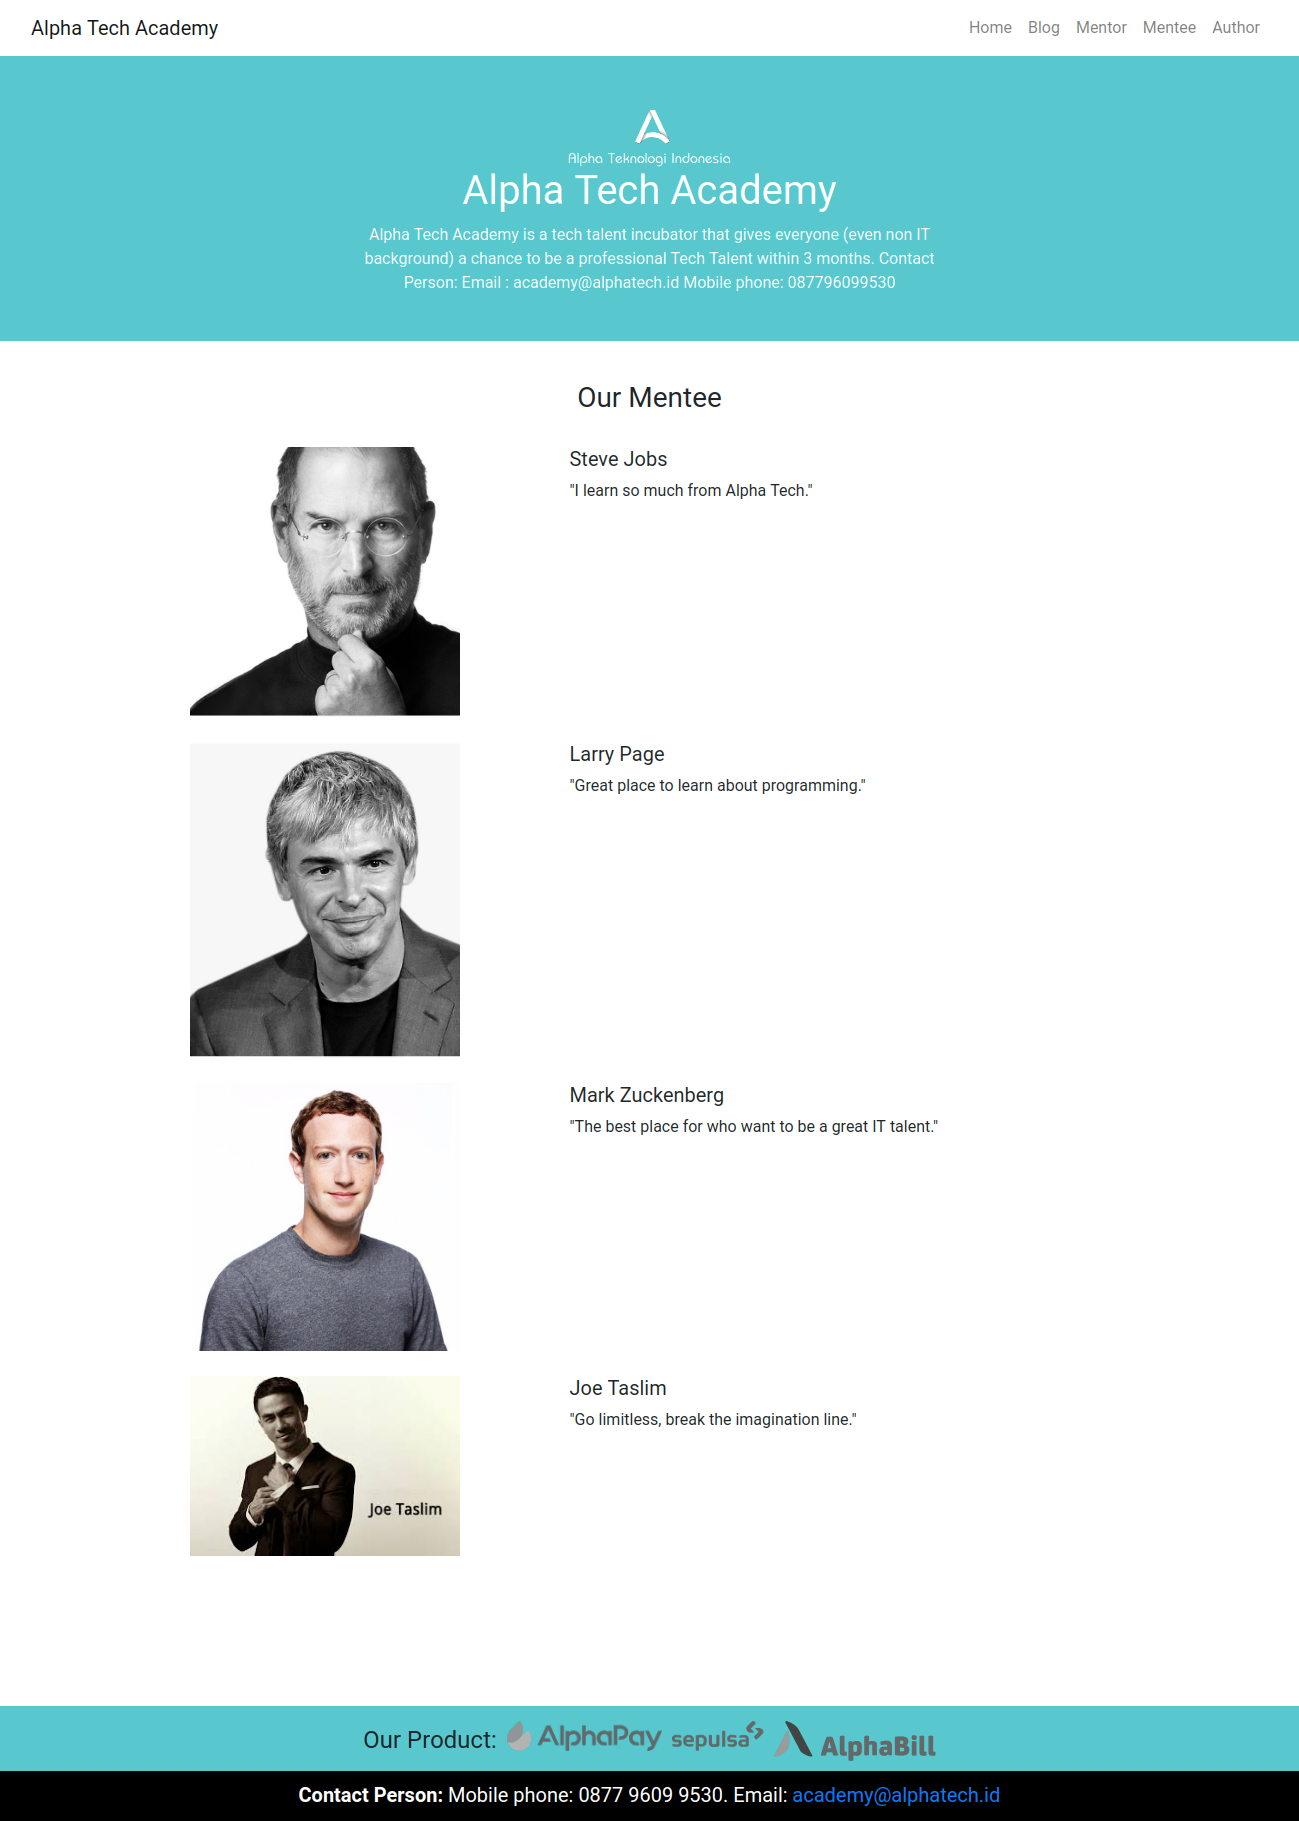 Alpha Tech Academy
Home Blog Mentor Mentee Author
Alpha Teknologi Indonesia
Alpha Tech Academy
Alpha Tech Academy is a tech talent incubator that gives everyone (even non IT
background) a chance to be a professional Tech Talent within 3 months. Contact
Person: Email : academy@alphatech.id Mobile phone: 087796099530
Our Mentee
Steve Jobs
"I learn so much from Alpha Tech."
Larry Page
"Great place to learn about programming."
Mark Zuckenberg
"The best place for who want to be a great IT talent."
Joe Taslim
"Go limitless, break the imagination line."
Joe Taslim
Our Product: AlphaPay sepulsa AlphaBill
Contact Person: Mobile phone: 0877 9609 9530. Email: academy@alphatech.id